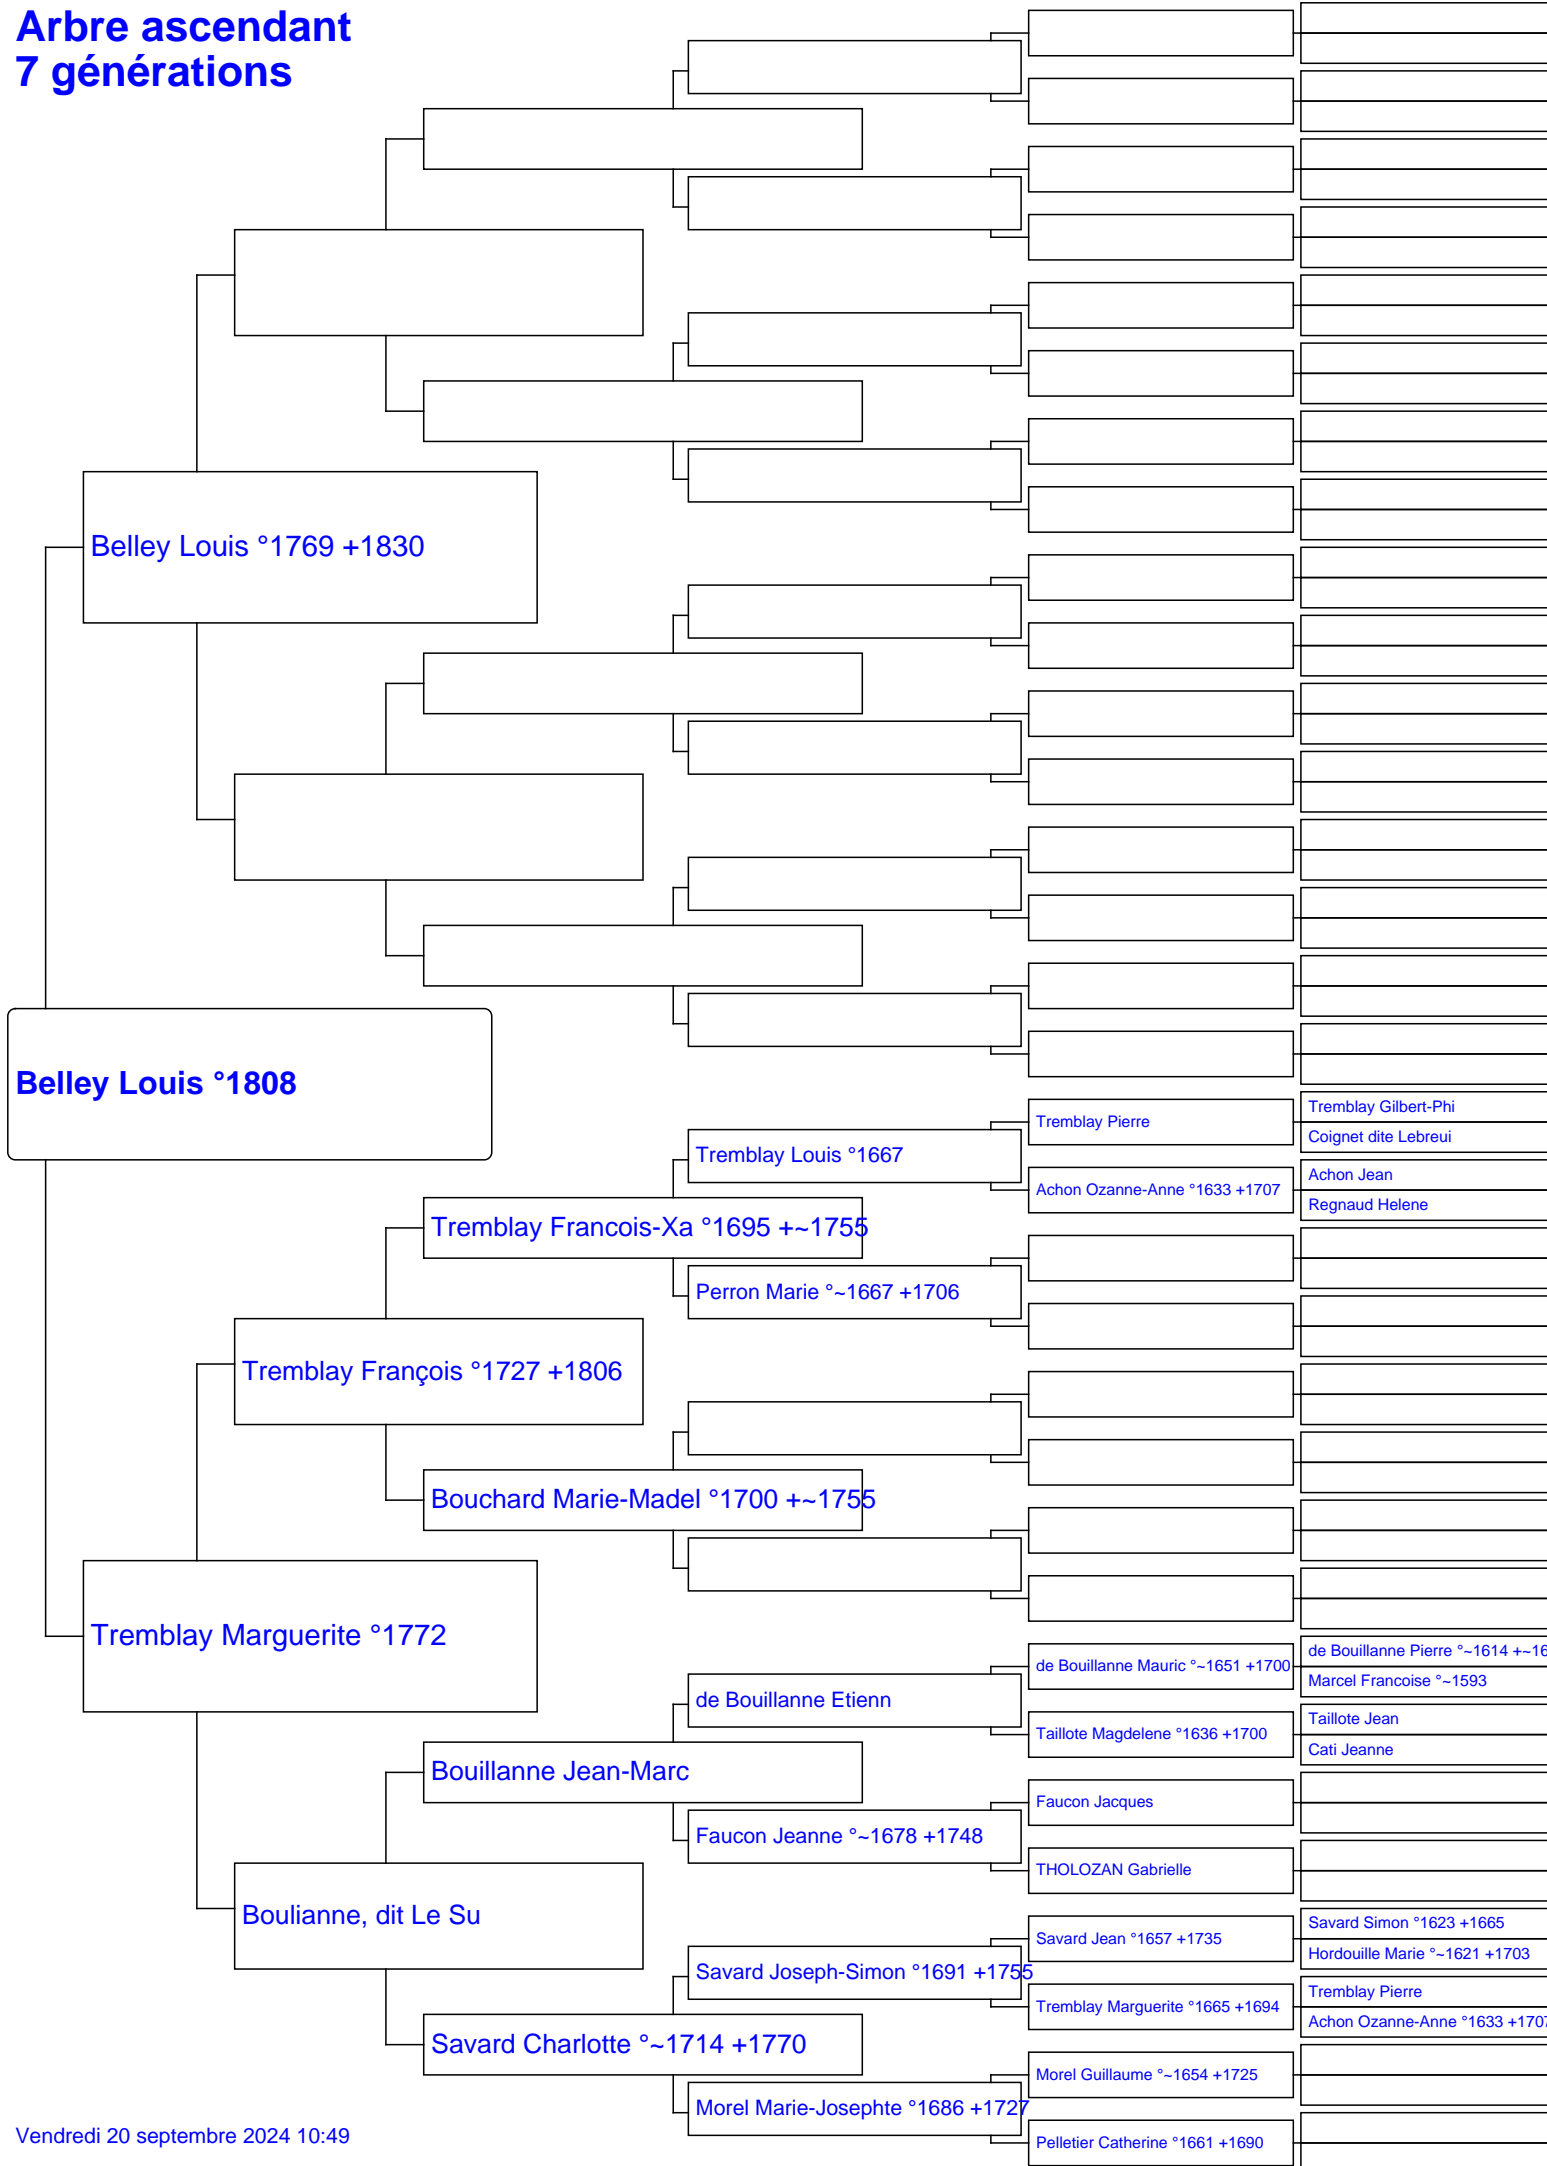 Arbre ascendant
7 générations
Belley Louis °1769 +1830
Belley Louis °1808
Tremblay Pierre
Tremblay Gilbert-Phi
Coignet dite Lebreui
Tremblay Louis °1667
Achon Ozanne-Anne °1633 +1707
Achon Jean
Regnaud Helene
Tremblay Francois-Xa °1695 +~1755
Perron Marie °~1667 +1706
Tremblay François °1727 +1806
Bouchard Marie-Madel °1700 +~1755
Tremblay Marguerite °1772
de Bouillanne Mauric °~1651 +1700
de Bouillanne Pierre °~1614 +~16
Marcel Francoise °~1593
de Bouillanne Etienn
Taillote Magdelene °1636 +1700
Taillote Jean
Cati Jeanne
Bouillanne Jean-Marc
Faucon Jacques
Faucon Jeanne °~1678 +1748
THOLOZAN Gabrielle
Boulianne, dit Le Su
Savard Jean °1657 +1735
Savard Simon °1623 +1665
Hordouille Marie °~1621 +1703
Savard Joseph-Simon °1691 +1755
Tremblay Marguerite °1665 +1694
Tremblay Pierre
Achon Ozanne-Anne °1633 +1707
Savard Charlotte °~1714 +1770
Morel Guillaume °~1654 +1725
Morel Marie-Josephte °1686 +1727
Pelletier Catherine °1661 +1690
Vendredi 20 septembre 2024 10:49